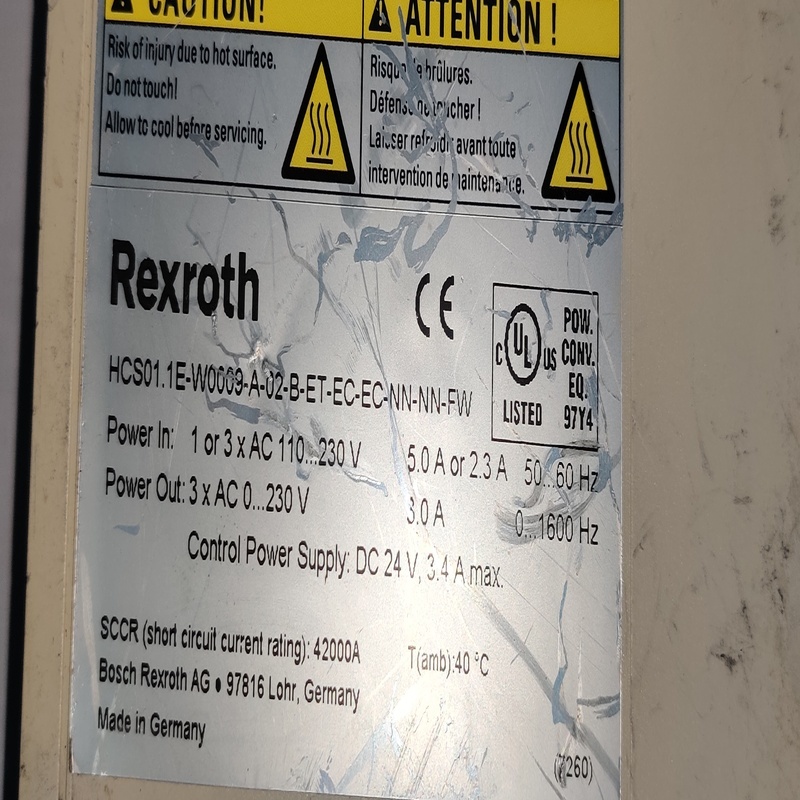 CAUTION!
Risk of injury due to hot surface.
Do not touch!
Allow to cool before servicing.
ATTENTION !
Risque de brûlures.
Défense de toucher !
Laisser refroidir avant toute
intervention de maintenance.
Rexroth
CE
C UL US
LISTED
POW.
CONV.
EQ.
97Y4
HCS01.1E-W0009-A-02-B-ET-EC-EC-NN-NN-FW
Power In: 1 or 3 x AC 110...230 V 5.0 A or 2.3 A 50...60 Hz
Power Out: 3 x AC 0...230 V 3.0 A 0...1600 Hz
Control Power Supply: DC 24 V, 3.4 A max.
SCCR (short circuit current rating): 42000A T(amb):40 °C
Bosch Rexroth AG ● 97816 Lohr, Germany
Made in Germany
(7260)